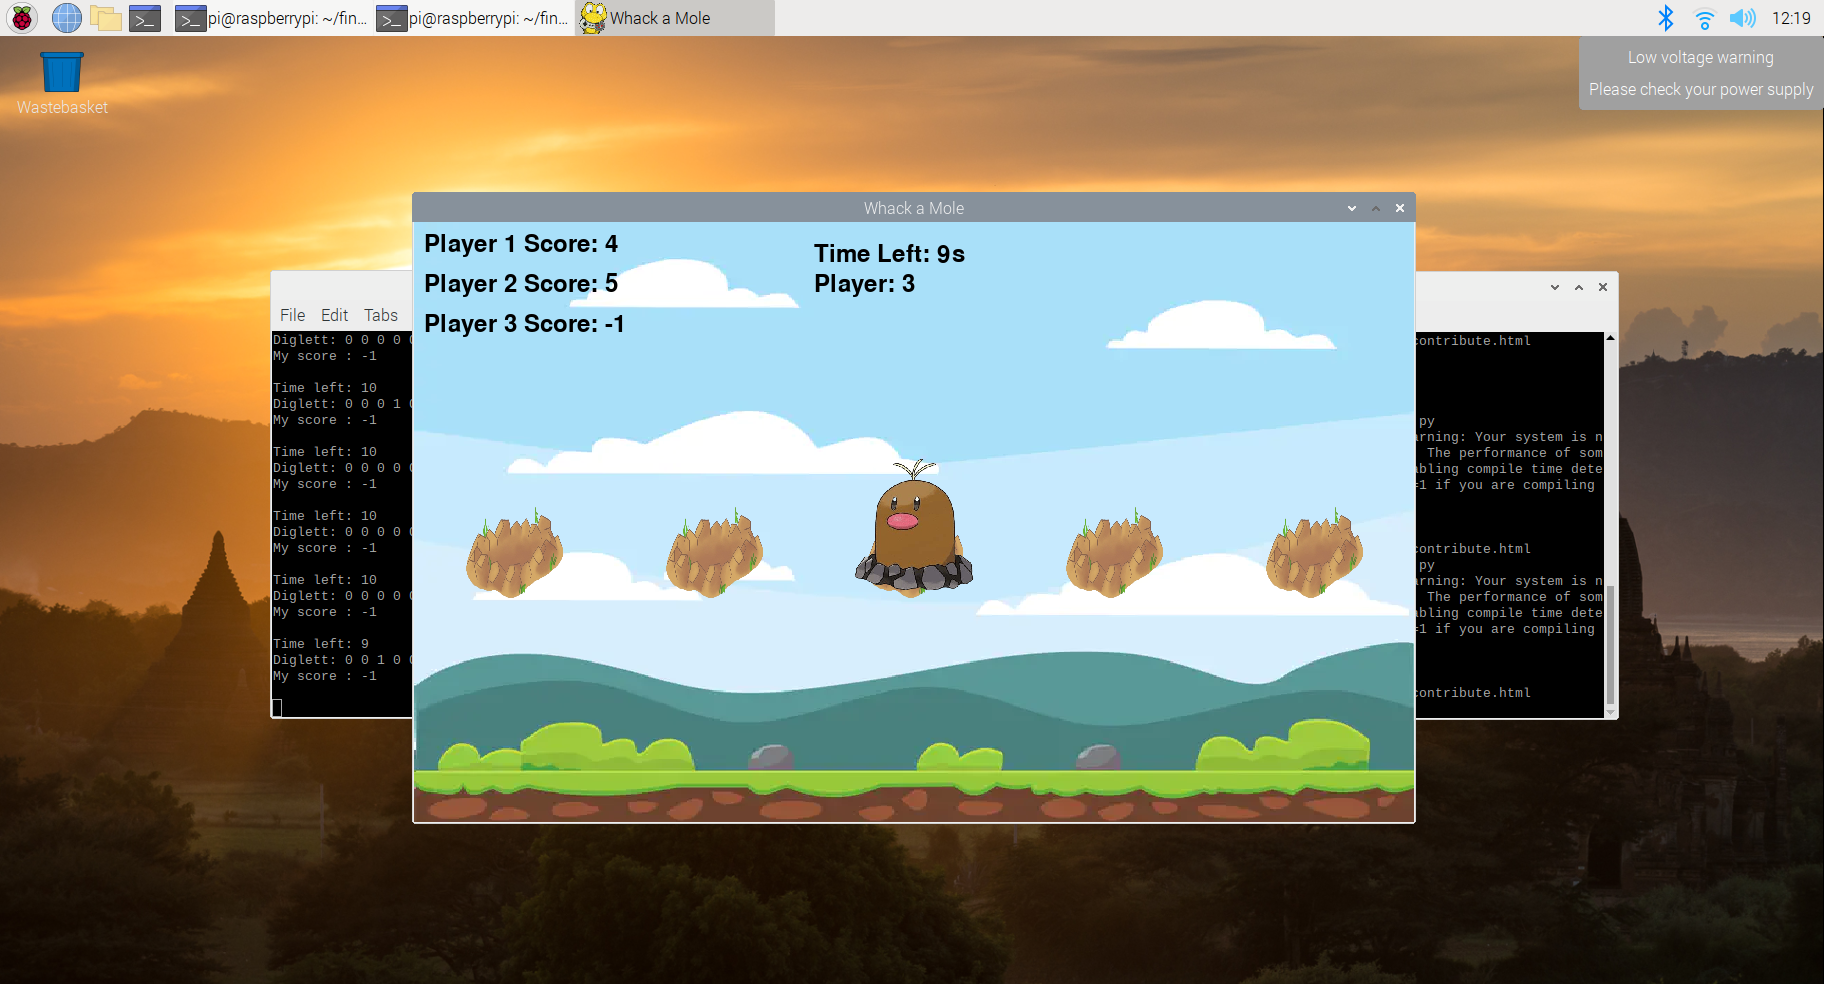 pi@raspberrypi: ~/fin...
pi@raspberrypi: ~/fin...
Whack a Mole
12:19
Low voltage warning
Please check your power supply
Wastebasket
Whack a Mole
Player 1 Score: 4
Player 2 Score: 5
Player 3 Score: -1
Time Left: 9s
Player: 3
File Edit Tabs
Diglett: 0 0 0 0
My score : -1
Time left: 10
Diglett: 0 0 0 1
My score : -1
Time left: 10
Diglett: 0 0 0 0
My score : -1
Time left: 10
Diglett: 0 0 0 0
My score : -1
Time left: 10
Diglett: 0 0 0 0
My score : -1
Time left: 9
Diglett: 0 0 1 0
My score : -1
contribute.html
py
arning: Your system is n
The performance of som
abling compile time dete
=1 if you are compiling
contribute.html
py
arning: Your system is n
The performance of som
abling compile time dete
=1 if you are compiling
contribute.html